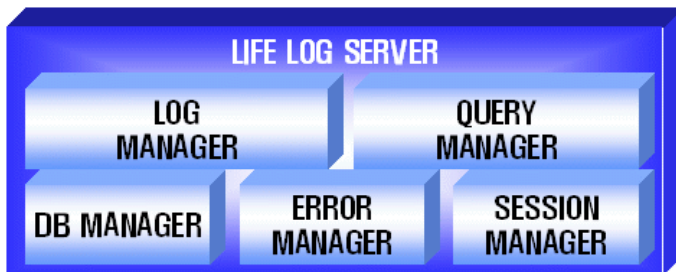 LIFE LOG SERVER
LOG
MANAGER
QUERY
MANAGER
DB MANAGER
ERROR
MANAGER
SESSION
MANAGER